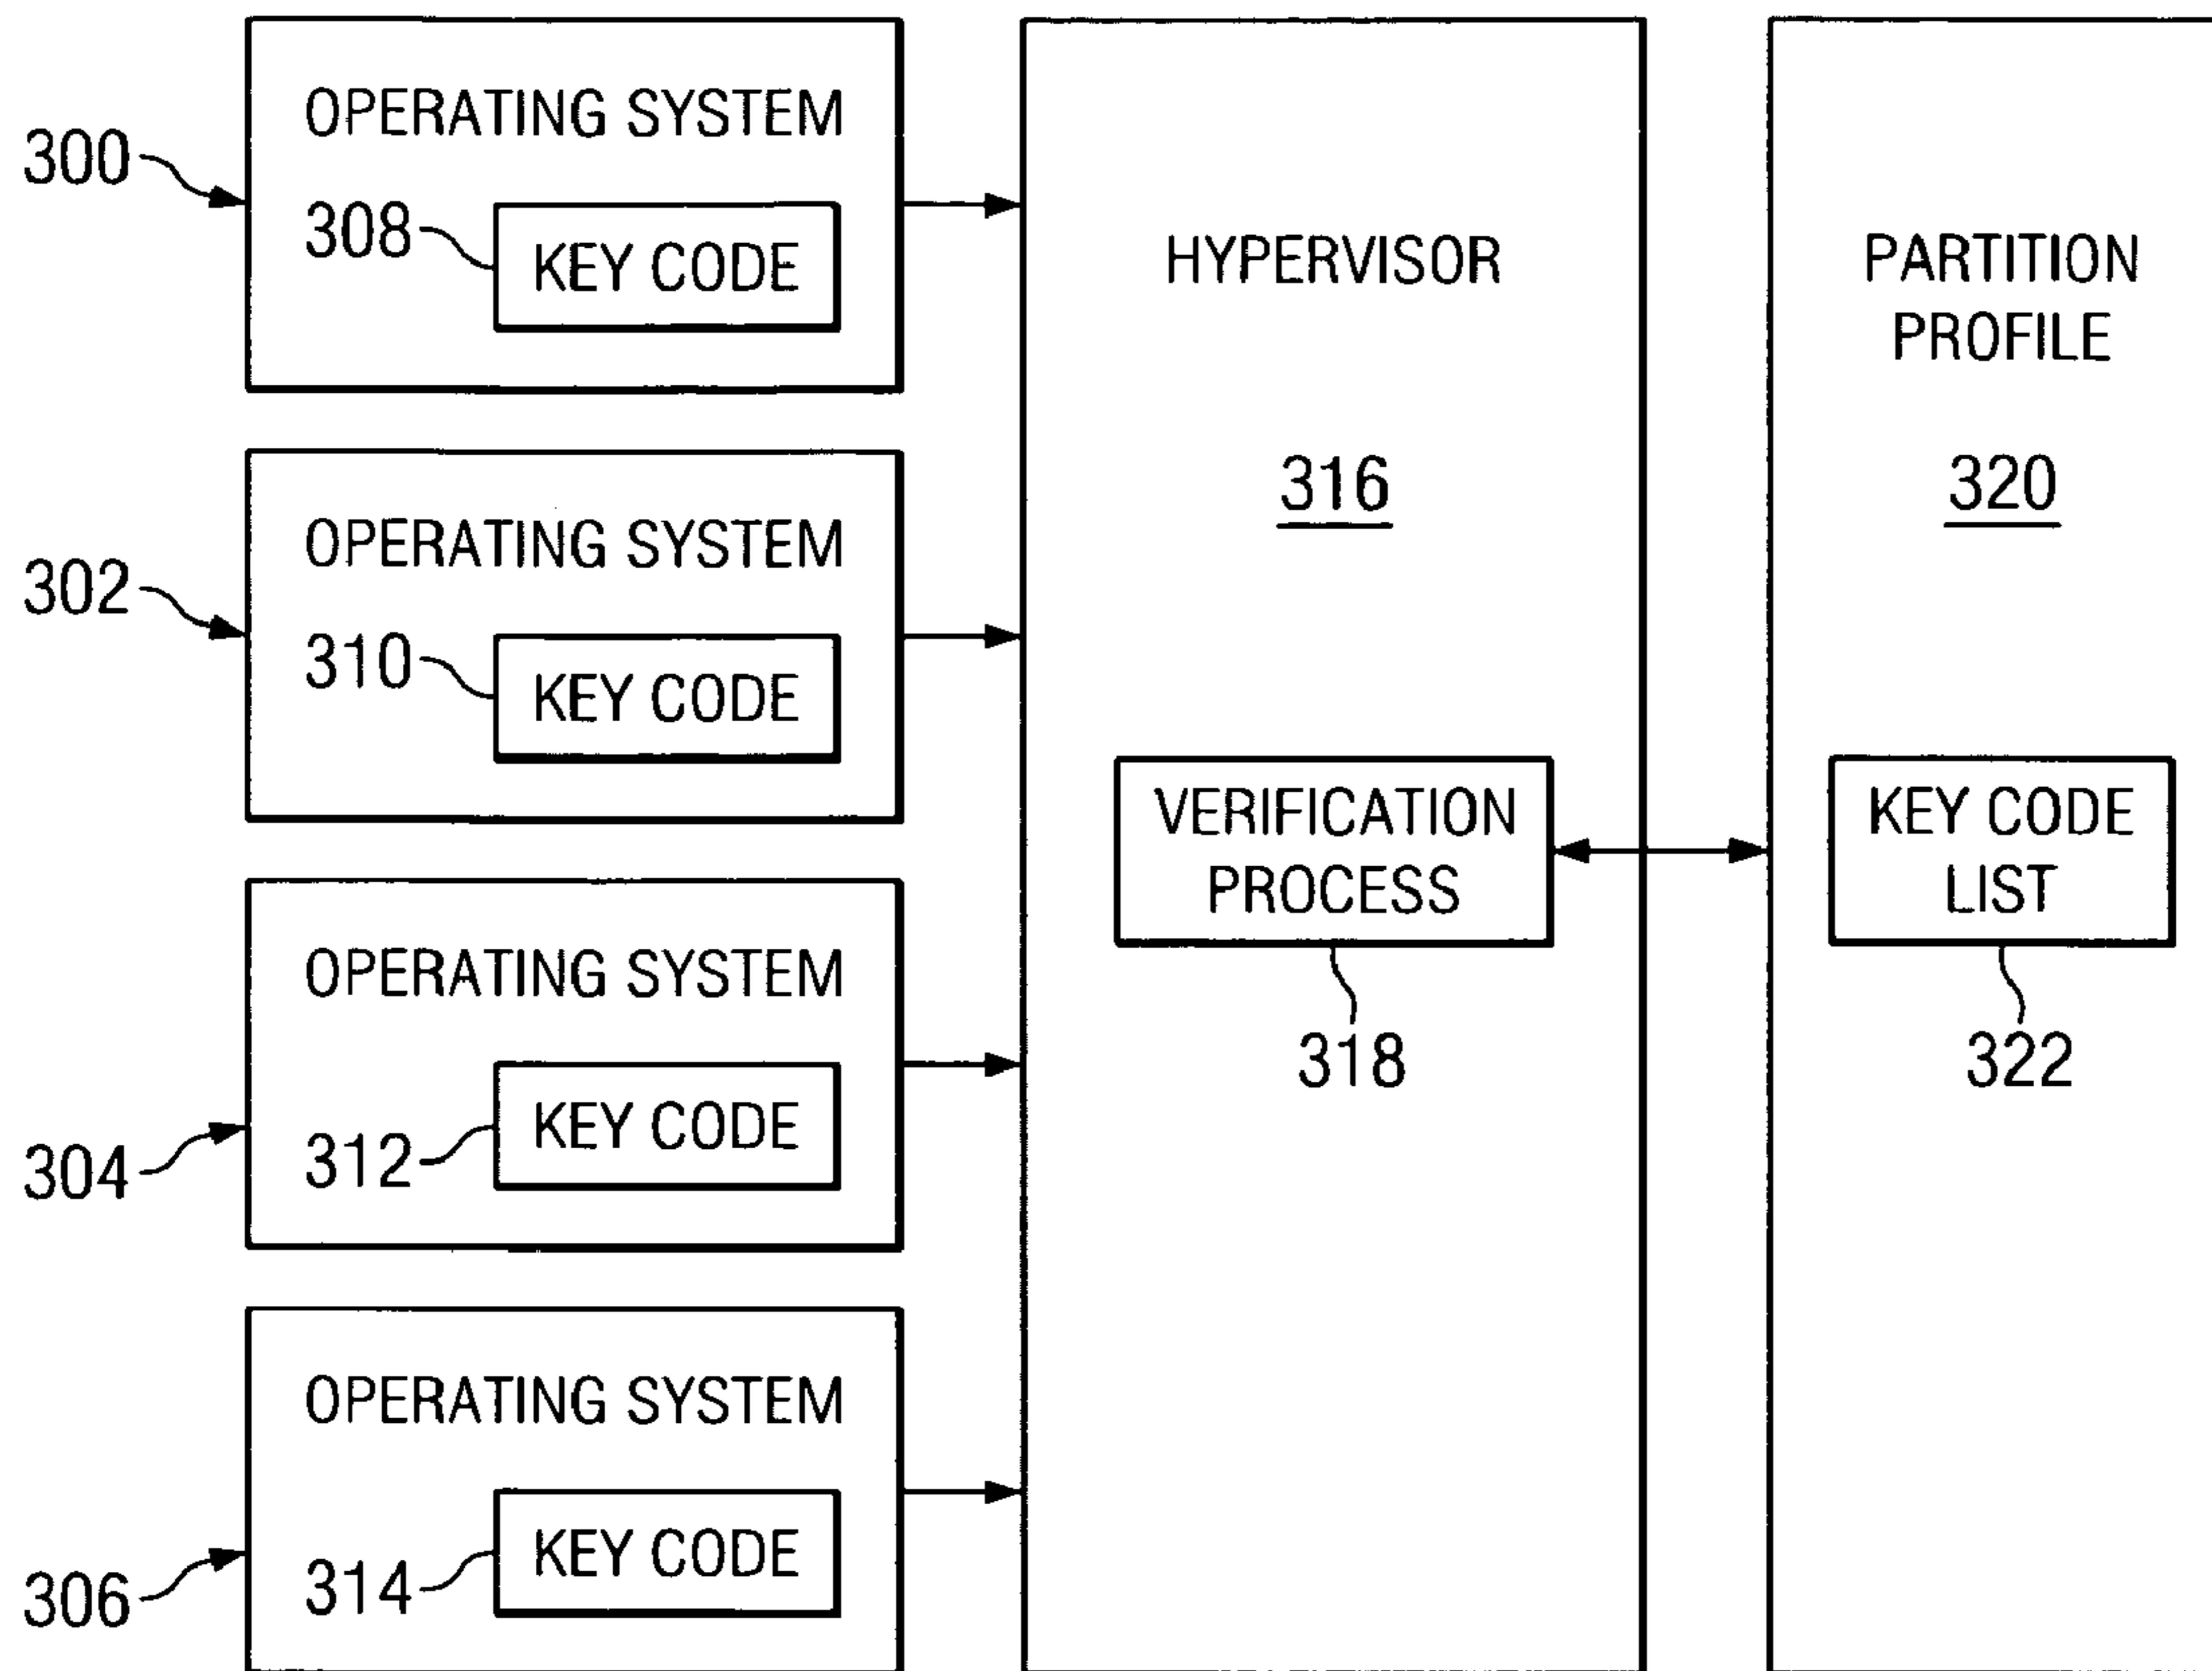 OPERATING SYSTEM
300
308
KEY CODE
OPERATING SYSTEM
302
310
KEY CODE
OPERATING SYSTEM
304
312
KEY CODE
OPERATING SYSTEM
306
314
KEY CODE
HYPERVISOR
316
VERIFICATION
PROCESS
318
PARTITION
PROFILE
320
KEY CODE
LIST
322